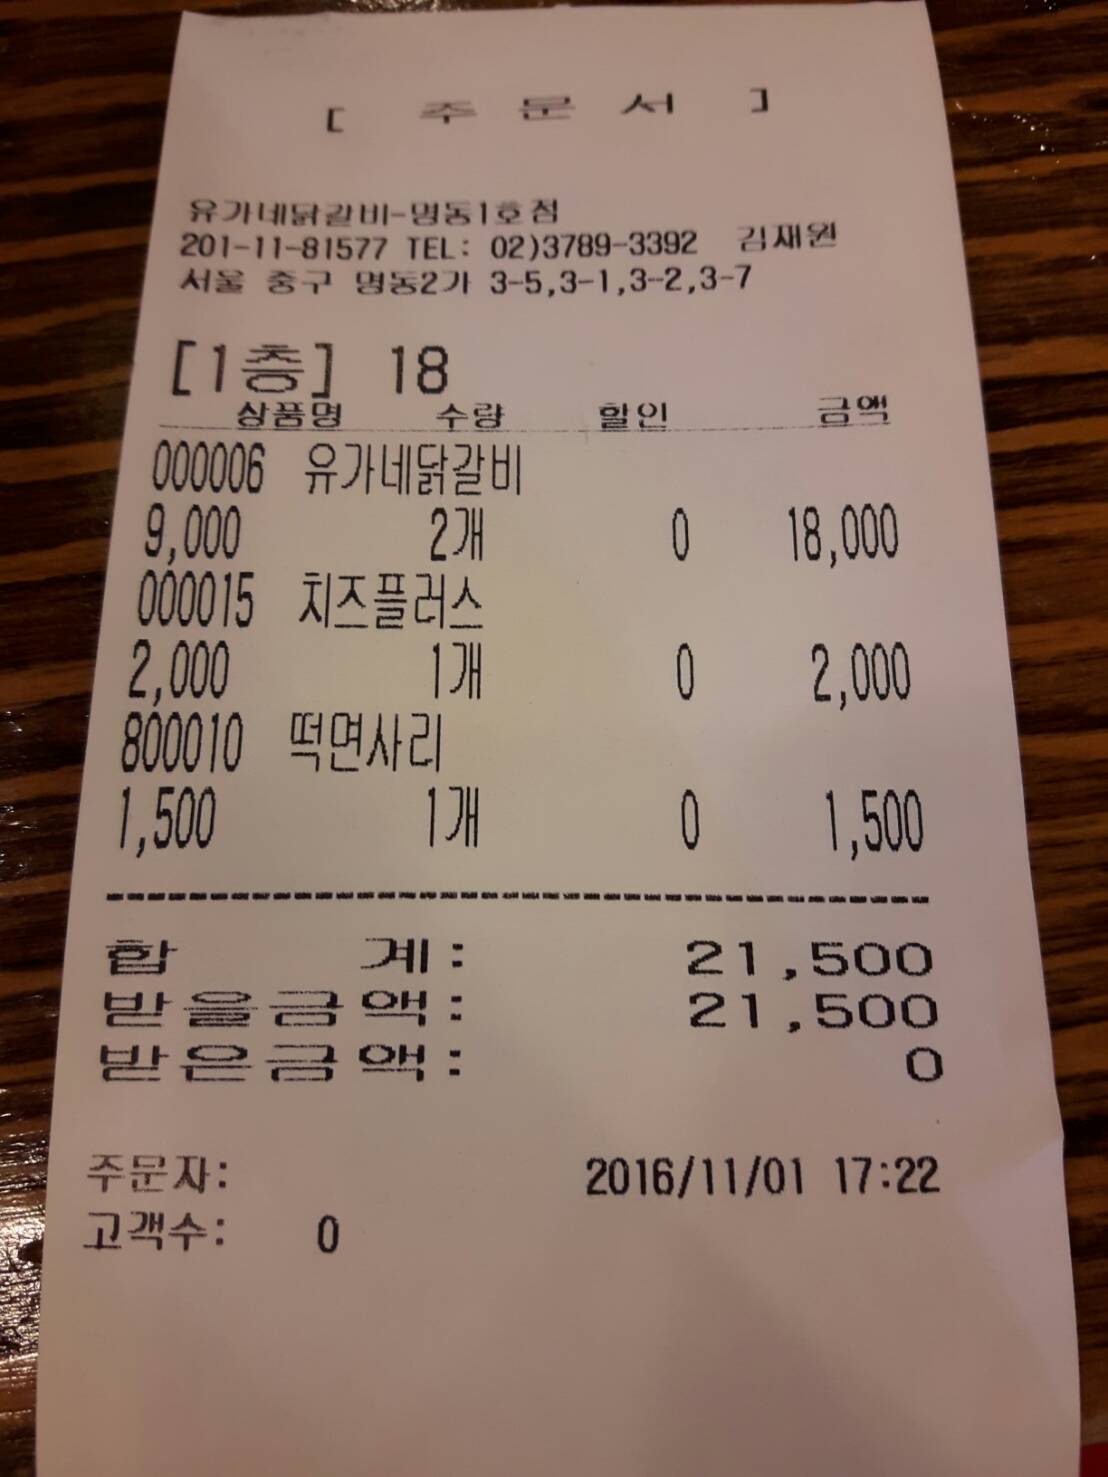 [ 주 문 서 ]
유가네닭갈비-명동1호점
201-11-81577 TEL: 02)3789-3392 김재원
서울 중구 명동2가 3-5,3-1,3-2,3-7
[1층] 18
상품명 수량 할인 금액
000006 유가네닭갈비
9,000 2개 0 18,000
000015 치즈플러스
2,000 1개 0 2,000
800010 떡면사리
1,500 1개 0 1,500
합 계: 21,500
받을금액: 21,500
받은금액: 0
주문자: 2016/11/01 17:22
고객수: 0